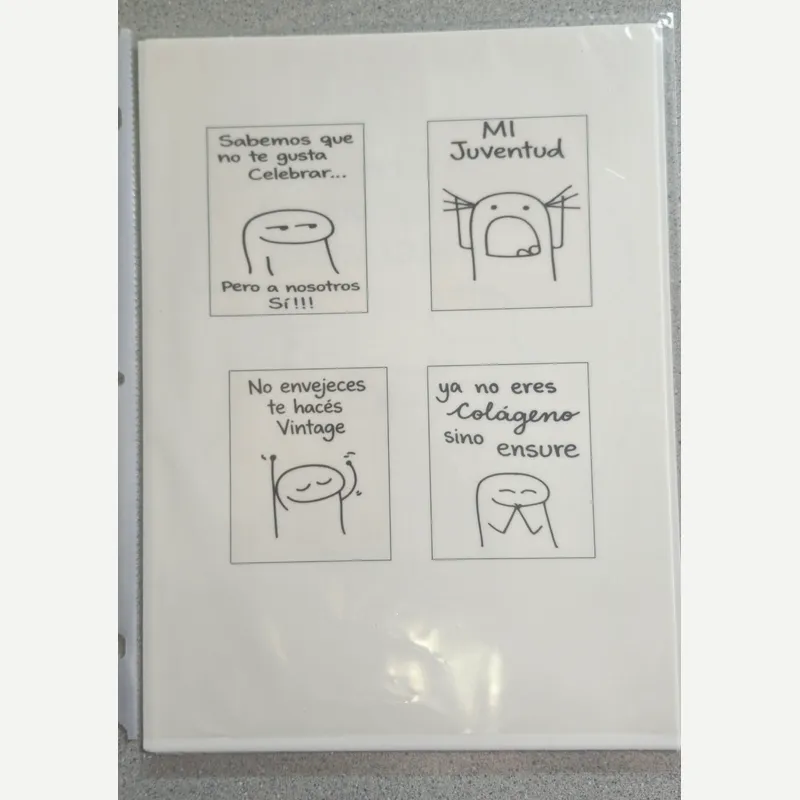 Sabemos que
no te gusta
Celebrar...
Pero a nosotros
Sí!!!
MI
Juventud
No envejeces
te hacés
Vintage
ya no eres
Colágeno
sino
ensure